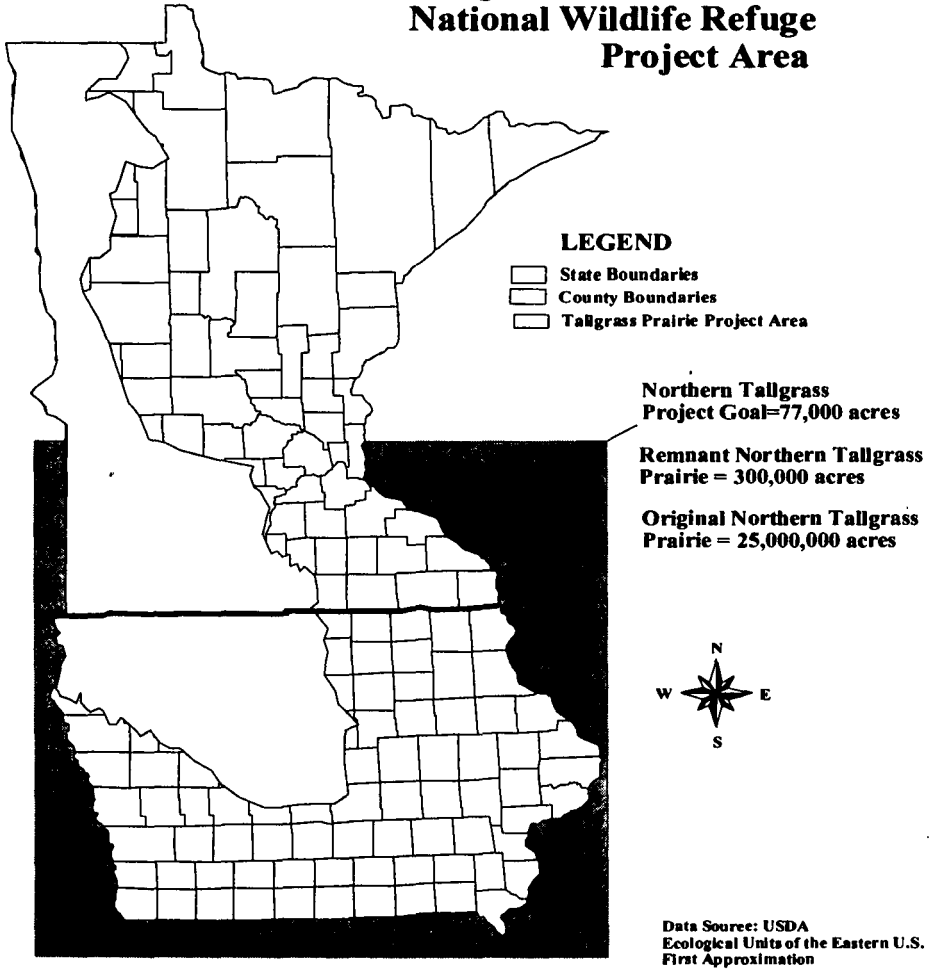 National Wildlife Refuge
Project Area
LEGEND
State Boundaries
County Boundaries
Tallgrass Prairie Project Area
Northern Tallgrass
Project Goal=77,000 acres
Remnant Northern Tallgrass
Prairie = 300,000 acres
Original Northern Tallgrass
Prairie = 25,000,000 acres
N
W E
S
Data Source: USDA
Ecological Units of the Eastern U.S.
First Approximation